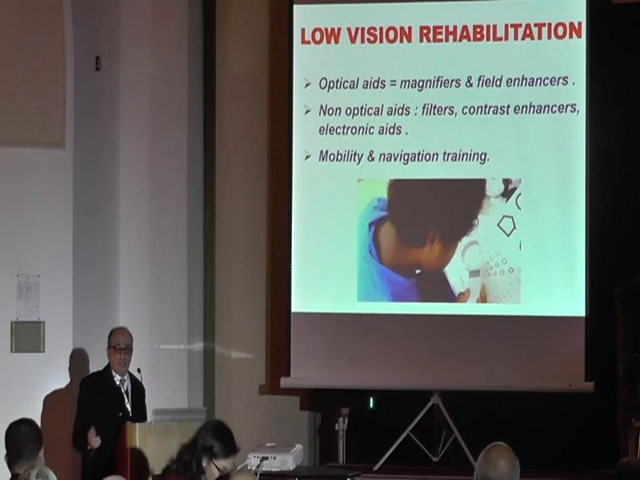 LOW VISION REHABILITATION
➢ Optical aids = magnifiers & field enhancers .
➢ Non optical aids : filters, contrast enhancers,
electronic aids .
➢ Mobility & navigation training.